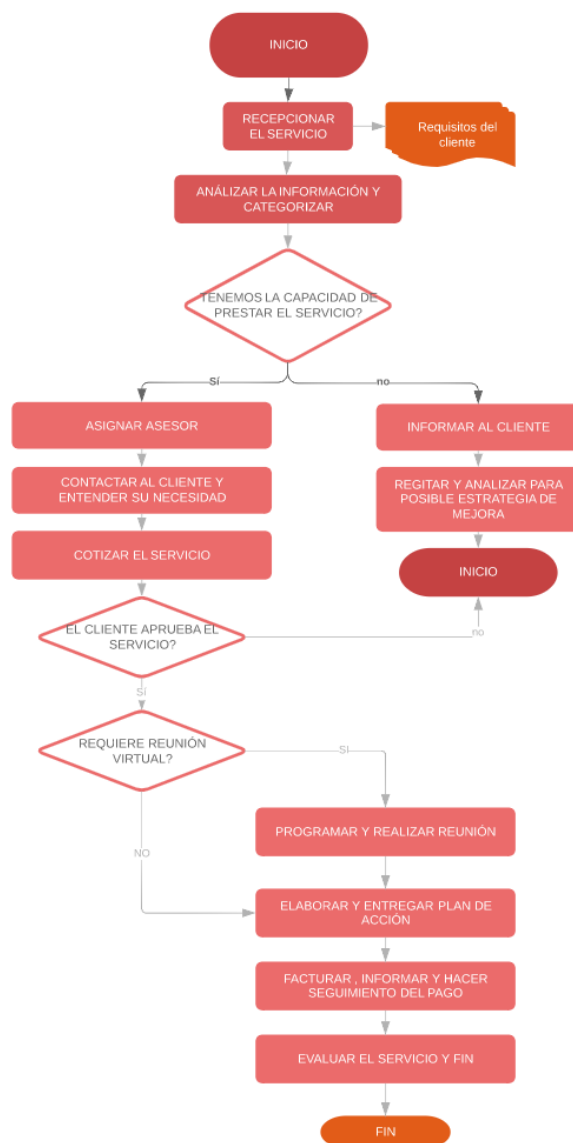 INICIO
RECEPCIONAR
EL SERVICIO
Requisitos del
cliente
ANÁLIZAR LA INFORMACIÓN Y
CATEGORIZAR
TENEMOS LA CAPACIDAD DE
PRESTAR EL SERVICIO?
Sí
no
ASIGNAR ASESOR
INFORMAR AL CLIENTE
CONTACTAR AL CLIENTE Y
ENTENDER SU NECESIDAD
REGITAR Y ANALIZAR PARA
POSIBLE ESTRATEGIA DE
MEJORA
COTIZAR EL SERVICIO
INICIO
EL CLIENTE APRUEBA EL
SERVICIO?
no
Sí
REQUIERE REUNIÓN
VIRTUAL?
SI
PROGRAMAR Y REALIZAR REUNIÓN
NO
ELABORAR Y ENTREGAR PLAN DE
ACCIÓN
FACTURAR , INFORMAR Y HACER
SEGUIMIENTO DEL PAGO
EVALUAR EL SERVICIO Y FIN
FIN